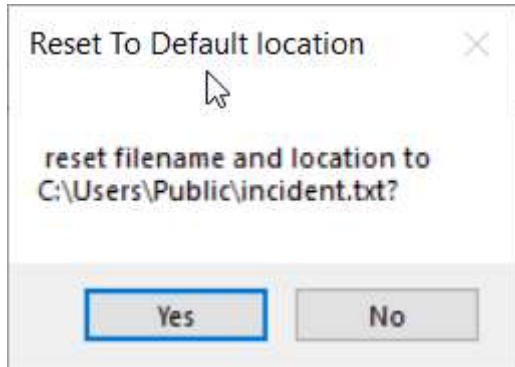 Reset To Default location
reset filename and location to
C:\Users\Public\incident.txt?
Yes
No